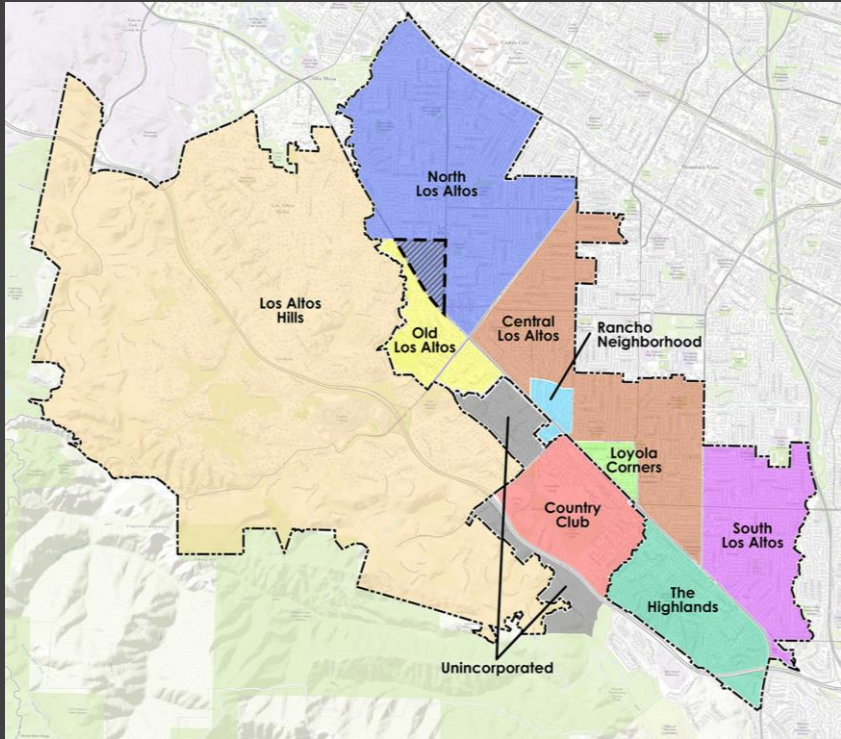 North
Los Altos
Los Altos
Hills
Old
Los Altos
Central
Los Altos
Rancho
Neighborhood
Loyola
Corners
Country
Club
South
Los Altos
The
Highlands
Unincorporated